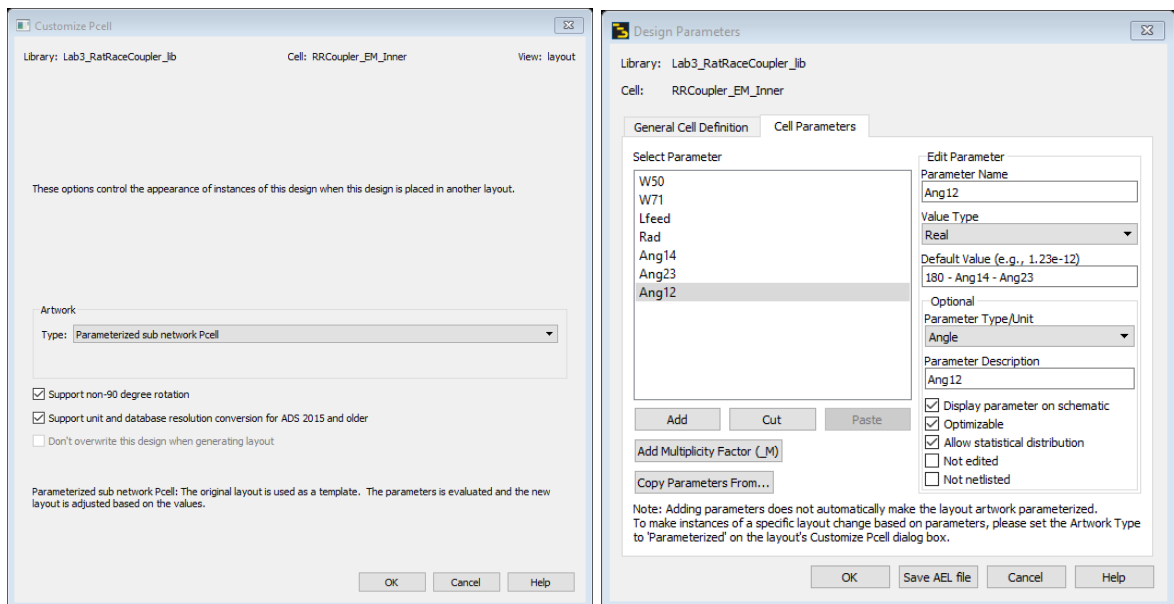 Customize Pcell
Library: Lab3_RatRaceCoupler_lib Cell: RRCoupler_EM_Inner View: layout
These options control the appearance of instances of this design when this design is placed in another layout.
Artwork
Type: Parameterized sub network Pcell
Support non-90 degree rotation
Support unit and database resolution conversion for ADS 2015 and older
Don't overwrite this design when generating layout
Parameterized sub network Pcell: The original layout is used as a template. The parameters is evaluated and the new
layout is adjusted based on the values.
OK Cancel Help
Design Parameters
Library: Lab3_RatRaceCoupler_lib
Cell: RRCoupler_EM_Inner
General Cell Definition Cell Parameters
Select Parameter
W50
W71
Lfeed
Rad
Ang14
Ang23
Ang12
Add Cut Paste
Add Multiplicity Factor (_M)
Copy Parameters From...
Edit Parameter
Parameter Name
Ang12
Value Type
Real
Default Value (e.g., 1.23e-12)
180 - Ang14 - Ang23
Optional
Parameter Type/Unit
Angle
Parameter Description
Ang12
Display parameter on schematic
Optimizable
Allow statistical distribution
Not edited
Not netlisted
Note: Adding parameters does not automatically make the layout artwork parameterized.
To make instances of a specific layout change based on parameters, please set the Artwork Type
to 'Parameterized' on the layout's Customize Pcell dialog box.
OK Save AEL file Cancel Help